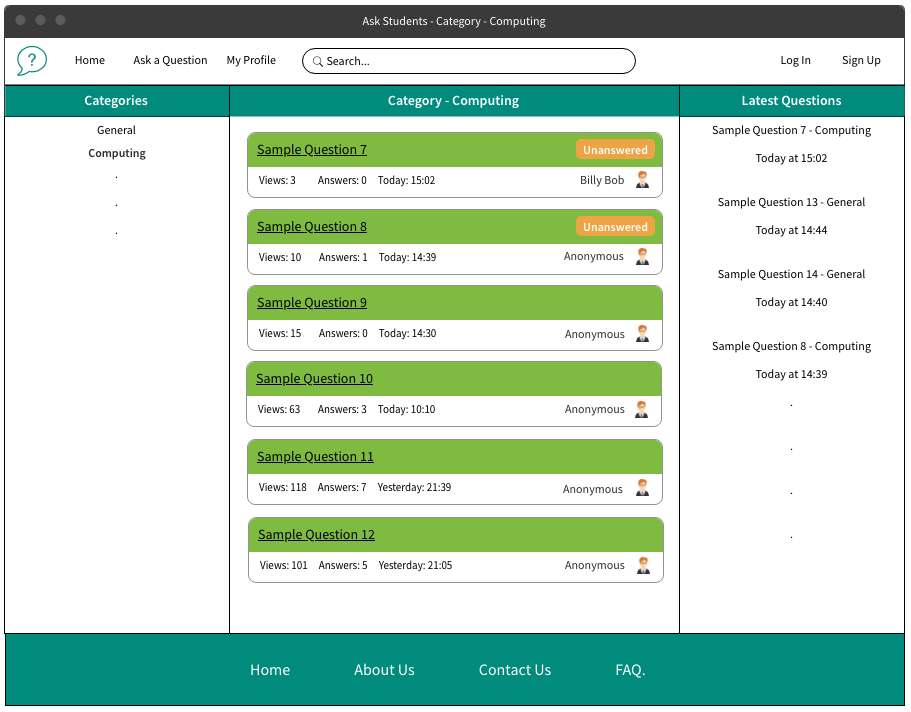 Ask Students - Category - Computing
?
Home Ask a Question My Profile Search... Log In Sign Up
Categories
General
Computing
.
.
.
Category - Computing
Sample Question 7 Unanswered
Views: 3 Answers: 0 Today: 15:02 Billy Bob
Sample Question 8 Unanswered
Views: 10 Answers: 1 Today: 14:39 Anonymous
Sample Question 9
Views: 15 Answers: 0 Today: 14:30 Anonymous
Sample Question 10
Views: 63 Answers: 3 Today: 10:10 Anonymous
Sample Question 11
Views: 118 Answers: 7 Yesterday: 21:39 Anonymous
Sample Question 12
Views: 101 Answers: 5 Yesterday: 21:05 Anonymous
Latest Questions
Sample Question 7 - Computing
Today at 15:02
Sample Question 13 - General
Today at 14:44
Sample Question 14 - General
Today at 14:40
Sample Question 8 - Computing
Today at 14:39
.
.
.
.
Home About Us Contact Us FAQ.